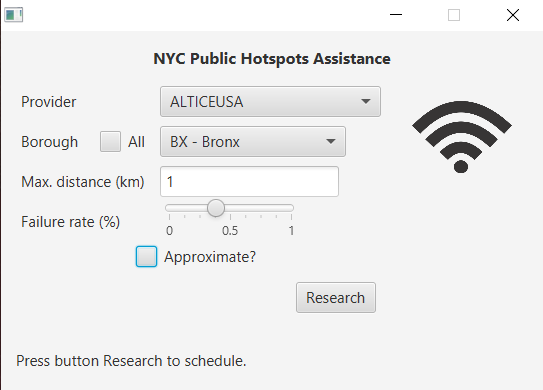 NYC Public Hotspots Assistance
Provider ALTICEUSA
Borough All BX - Bronx
Max. distance (km) 1
Failure rate (%)
0 0.5 1
Approximate?
Research
Press button Research to schedule.